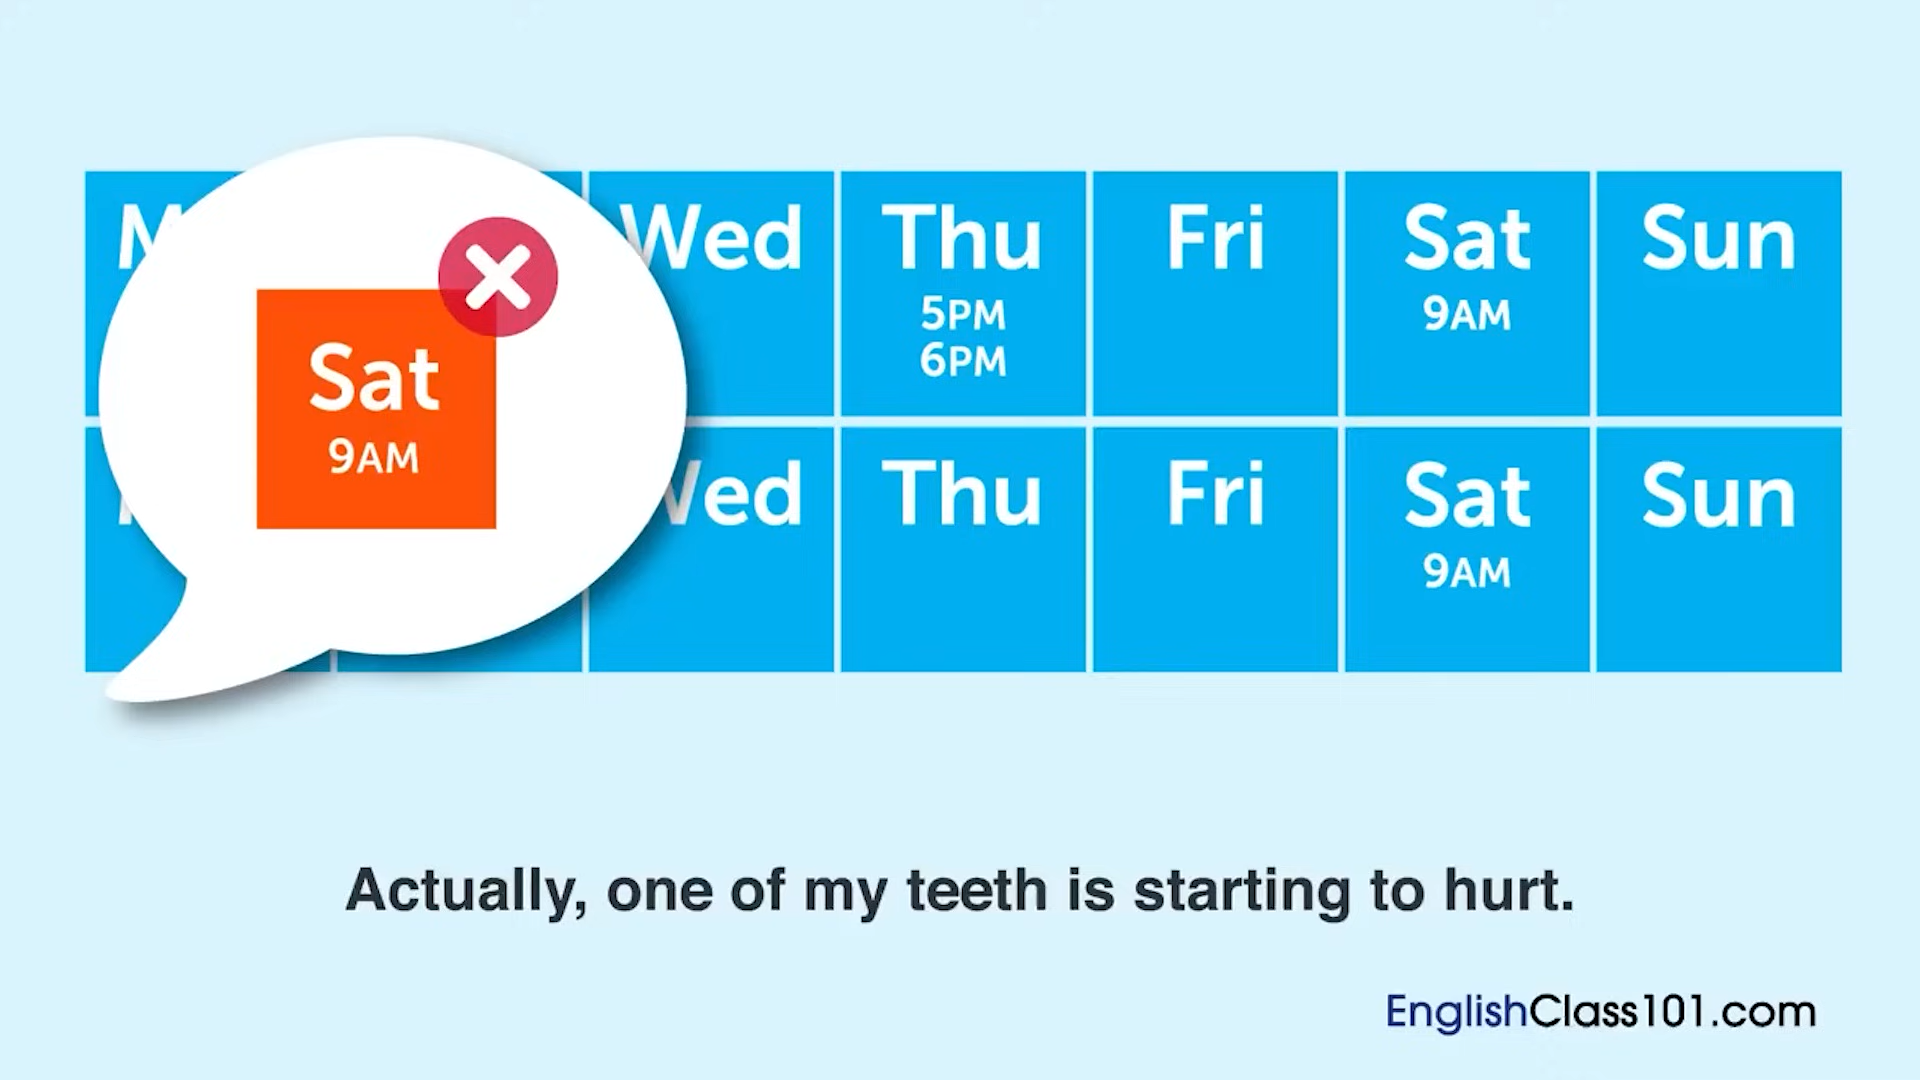 Sat
9AM
Wed
Thu
5PM
6PM
Fri
Sat
9AM
Sun
Wed
Thu
Fri
Sat
9AM
Sun
Actually, one of my teeth is starting to hurt.
EnglishClass101.com